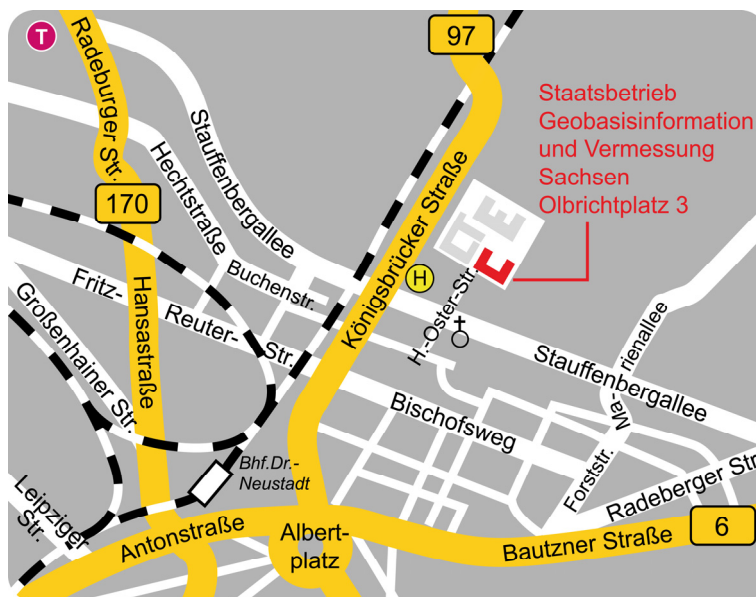 T
97
Radeburger Str.
Staatsbetrieb
Geobasisinformation
und Vermessung
Sachsen
Olbrichtplatz 3
Stauffenbergallee
Hechtstraße
170
Königsbrücker Straße
H
Buchenstr.
H.-Oster-Str.
Fritz-
Reuter-
Str.
Großenhainer Str.
Hansastraße
Ma-
rienallee
Stauffenbergallee
Bischofsweg
Forststr.
Radeberger Str
Bhf.Dr.-
Neustadt
Leipziger
Str.
Antonstraße
Albert-
platz
Bautzner Straße
6